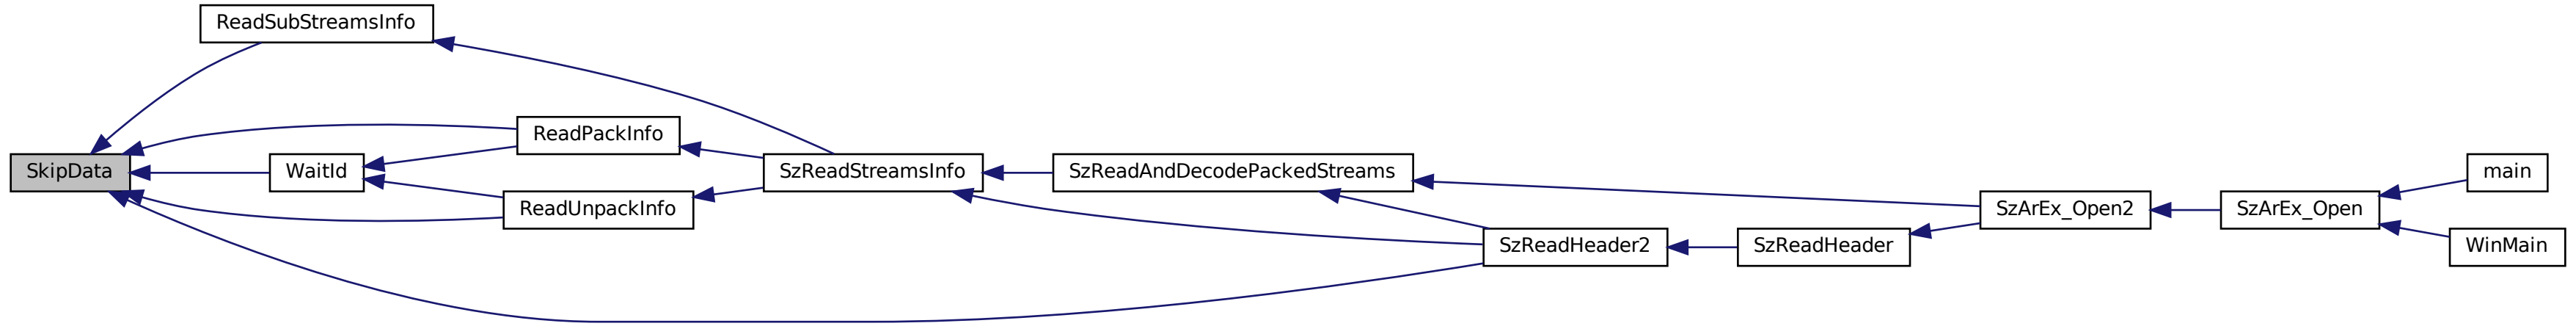 ReadSubStreamsInfo
ReadPackInfo
SkipData
WaitId
SzReadStreamsInfo
SzReadAndDecodePackedStreams
main
ReadUnpackInfo
SzArEx_Open2
SzArEx_Open
SzReadHeader2
SzReadHeader
WinMain